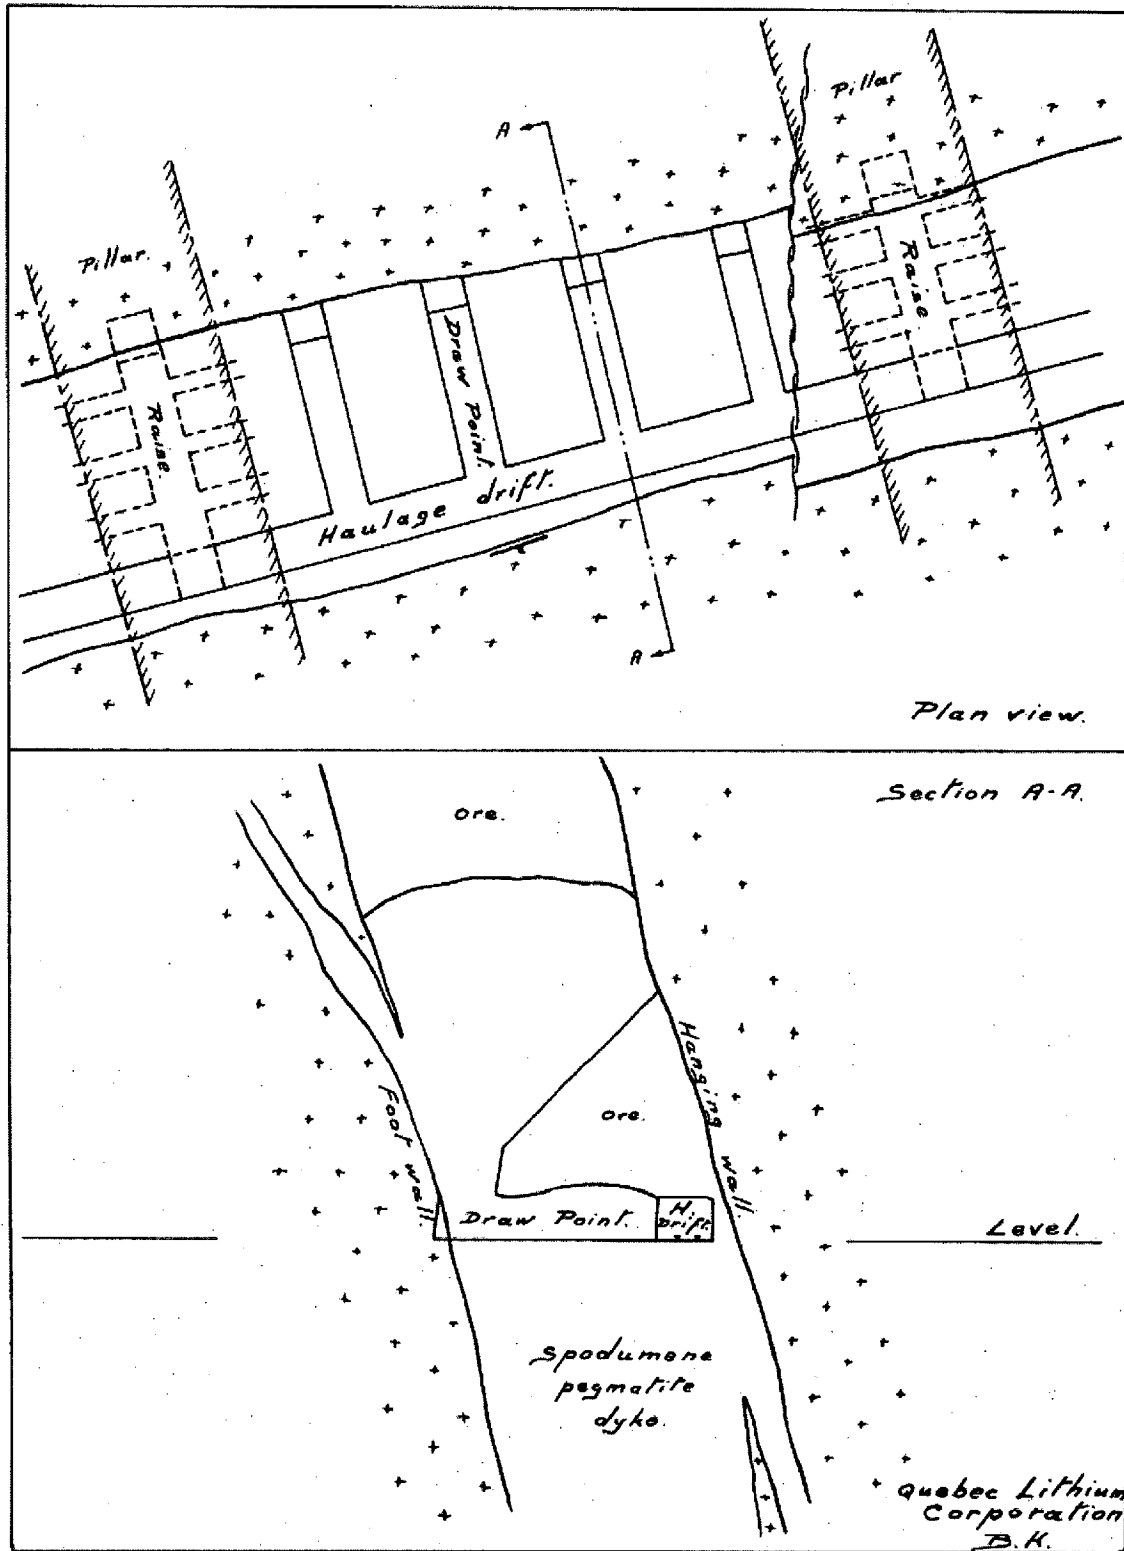 Pillar
A
Pillar.
Raise.
Draw Point.
Raise.
Haulage drift.
A
Plan view.
Section A-A.
ore.
Hanging wall.
Foot wall.
ore.
Draw Point.
H.
Drift.
Level.
Spodumene
pegmatite
dyke.
Quebec Lithium
Corporation
B.K.